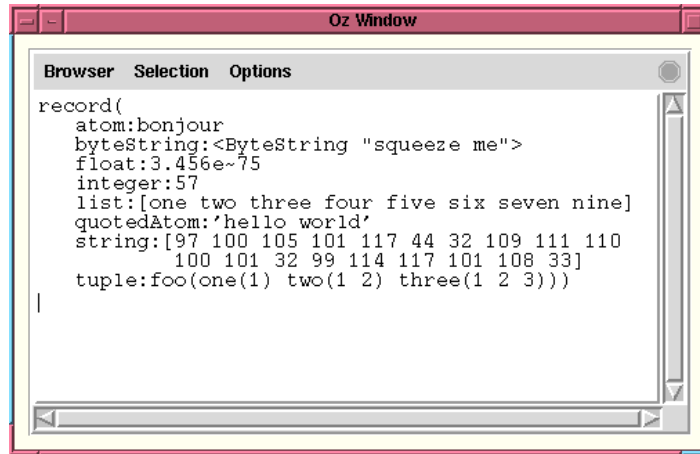 Oz Window
Browser Selection Options
record(
   atom:bonjour
   byteString:<ByteString "squeeze me">
   float:3.456e~75
   integer:57
   list:[one two three four five six seven nine]
   quotedAtom:'hello world'
   string:[97 100 105 101 117 44 32 109 111 110
           100 101 32 99 114 117 101 108 33]
   tuple:foo(one(1) two(1 2) three(1 2 3)))